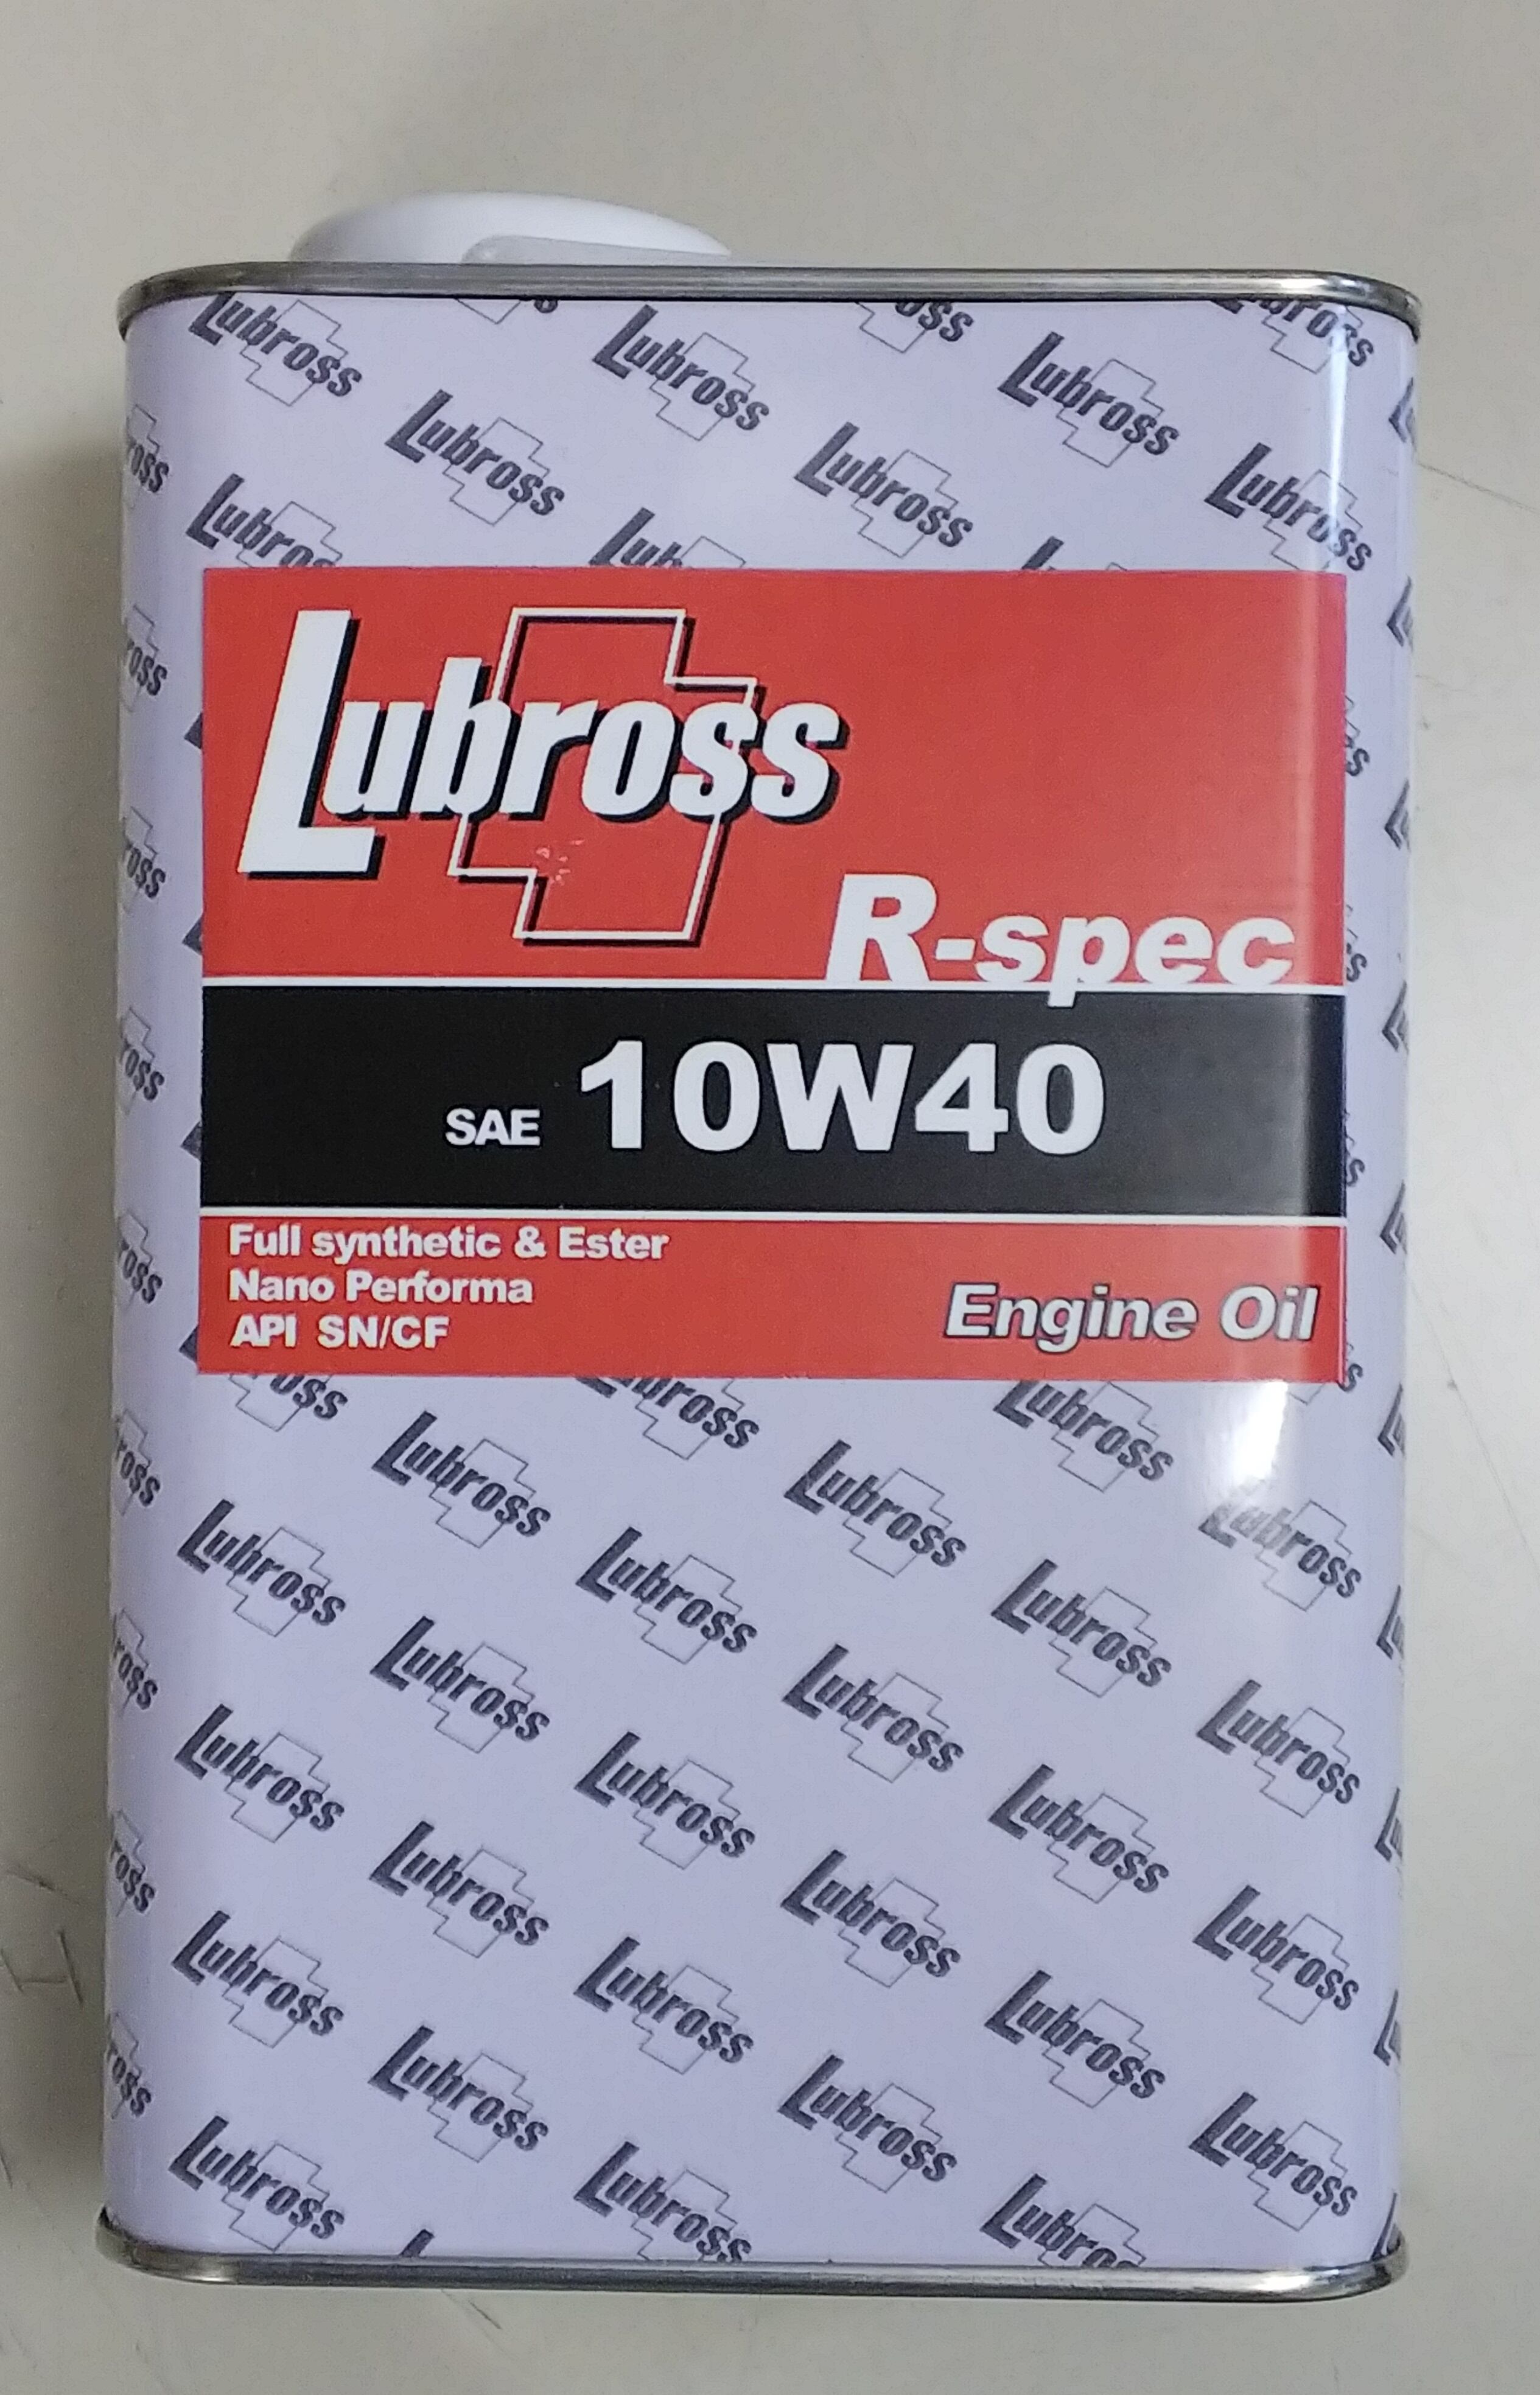 Lubross
R-spec
SAE 10W40
Full synthetic & Ester
Nano Performa
API SN/CF
Engine Oil